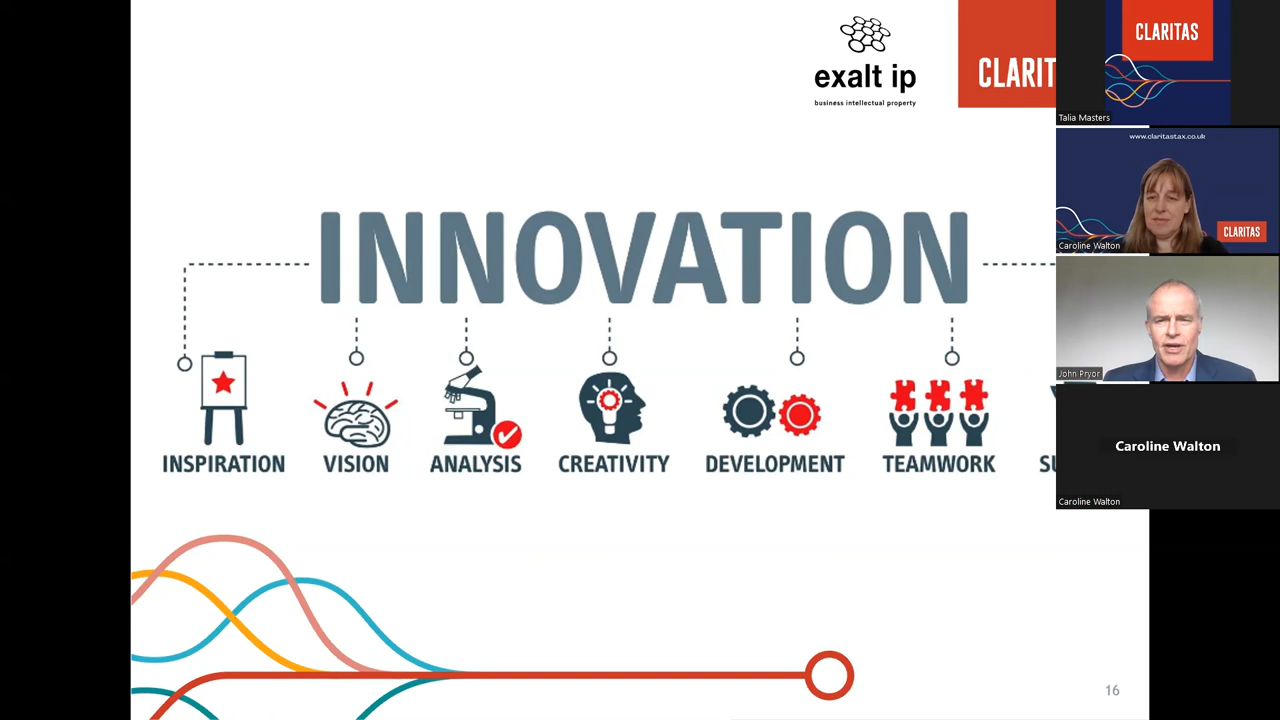 exalt ip
business intellectual property
CLARIT
INNOVATION
INSPIRATION
VISION
ANALYSIS
CREATIVITY
DEVELOPMENT
TEAMWORK
SU
16
CLARITAS
Talia Masters
www.claritastax.co.uk
CLARITAS
Caroline Walton
John Pryor
Caroline Walton
Caroline Walton